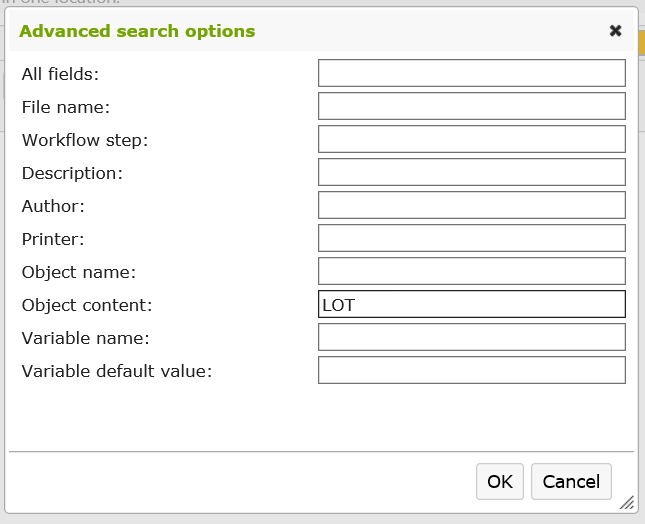 in one location.
Advanced search options
All fields:
File name:
Workflow step:
Description:
Author:
Printer:
Object name:
Object content: LOT
Variable name:
Variable default value:
OK Cancel